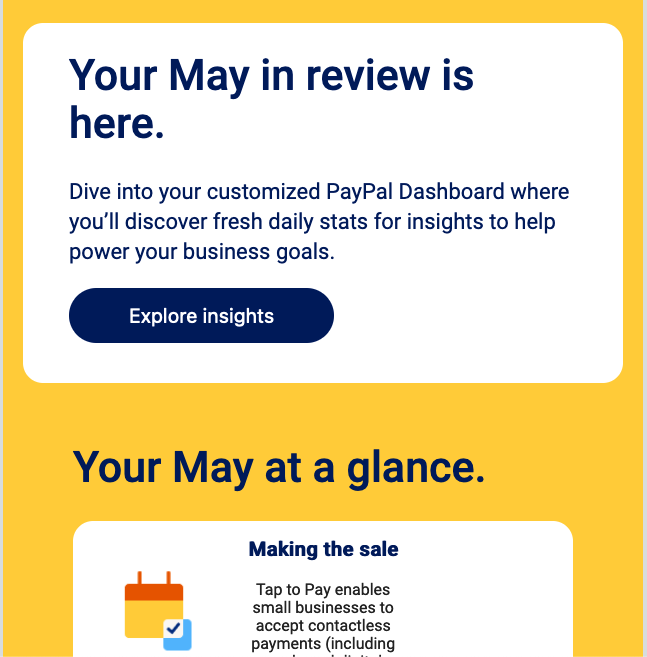 Your May in review is
here.
Dive into your customized PayPal Dashboard where
you’ll discover fresh daily stats for insights to help
power your business goals.
Explore insights
Your May at a glance.
Making the sale
Tap to Pay enables
small businesses to
accept contactless
payments (including